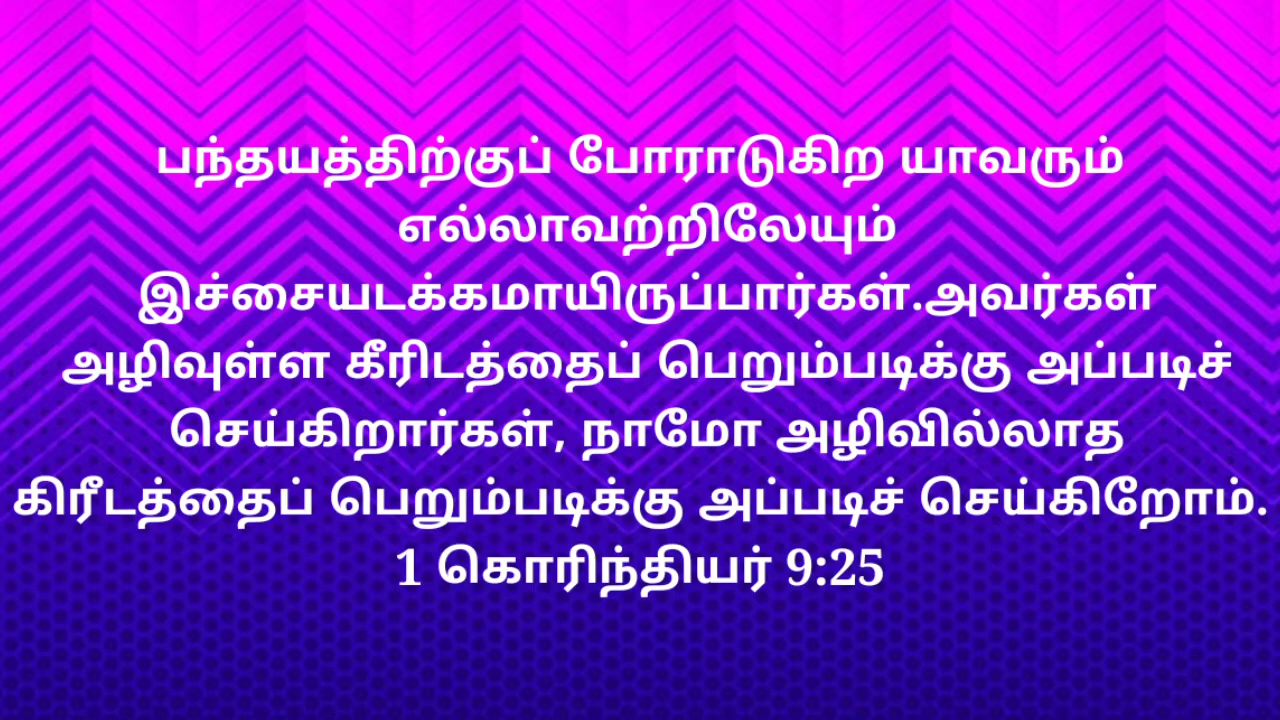 பந்தயத்திற்குப் போராடுகிற யாவரும்
எல்லாவற்றிலேயும்
இச்சையடக்கமாயிருப்பார்கள்.அவர்கள்
அழிவுள்ள கீரிடத்தைப் பெறும்படிக்கு அப்படிச்
செய்கிறார்கள், நாமோ அழிவில்லாத
கிரீடத்தைப் பெறும்படிக்கு அப்படிச் செய்கிறோம்.
1 கொரிந்தியர் 9:25